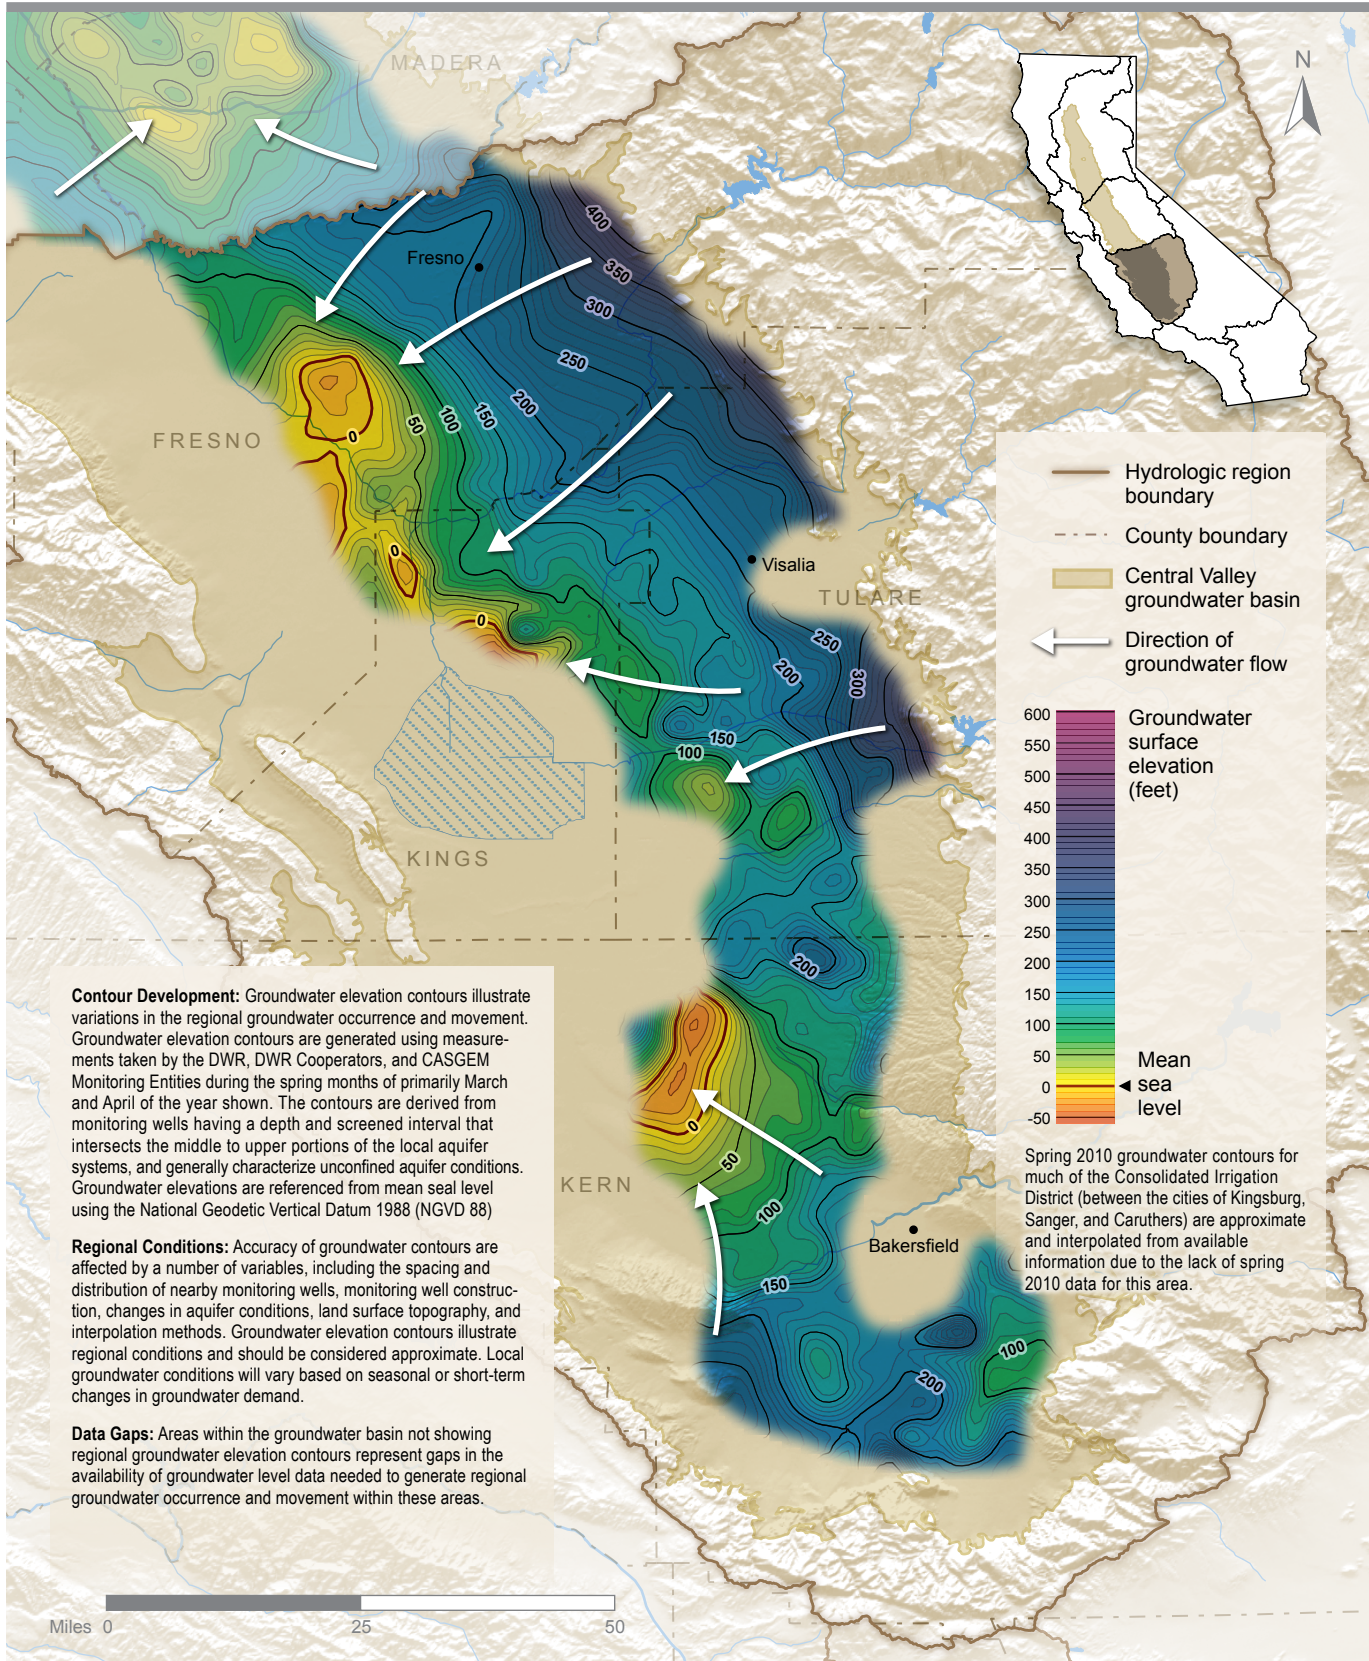 MADERA
N
400
350
300
250
200
150
100
50
0
Fresno
FRESNO
0
0
Visalia
TULARE
250
200
300
150
100
KINGS
200
0
50
KERN
100
150
Bakersfield
100
200
Hydrologic region
boundary
County boundary
Central Valley
groundwater basin
Direction of
groundwater flow
600
550
500
450
400
350
300
250
200
150
100
50
0
-50
Groundwater
surface
elevation
(feet)
Mean
sea
level
Spring 2010 groundwater contours for
much of the Consolidated Irrigation
District (between the cities of Kingsburg,
Sanger, and Caruthers) are approximate
and interpolated from available
information due to the lack of spring
2010 data for this area.
Contour Development: Groundwater elevation contours illustrate
variations in the regional groundwater occurrence and movement.
Groundwater elevation contours are generated using measure-
ments taken by the DWR, DWR Cooperators, and CASGEM
Monitoring Entities during the spring months of primarily March
and April of the year shown. The contours are derived from
monitoring wells having a depth and screened interval that
intersects the middle to upper portions of the local aquifer
systems, and generally characterize unconfined aquifer conditions.
Groundwater elevations are referenced from mean seal level
using the National Geodetic Vertical Datum 1988 (NGVD 88)
Regional Conditions: Accuracy of groundwater contours are
affected by a number of variables, including the spacing and
distribution of nearby monitoring wells, monitoring well construc-
tion, changes in aquifer conditions, land surface topography, and
interpolation methods. Groundwater elevation contours illustrate
regional conditions and should be considered approximate. Local
groundwater conditions will vary based on seasonal or short-term
changes in groundwater demand.
Data Gaps: Areas within the groundwater basin not showing
regional groundwater elevation contours represent gaps in the
availability of groundwater level data needed to generate regional
groundwater occurrence and movement within these areas.
Miles 0 25 50